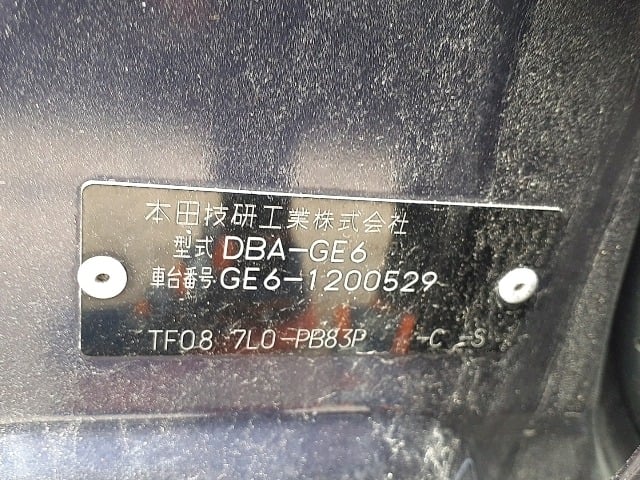 本田技研工業株式会社
型式 DBA-GE6
車台番号 GE6-1200529
TF08 7L0-PB83P -C -S